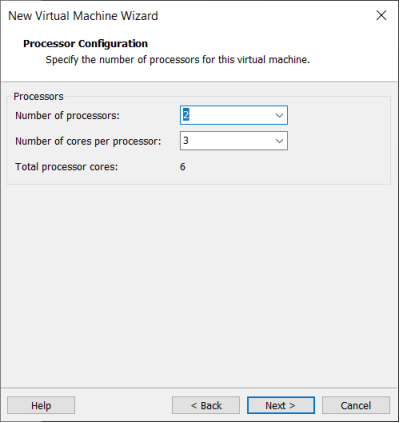 New Virtual Machine Wizard
Processor Configuration
Specify the number of processors for this virtual machine.
Processors
Number of processors: 2
Number of cores per processor: 3
Total processor cores: 6
Help < Back Next > Cancel